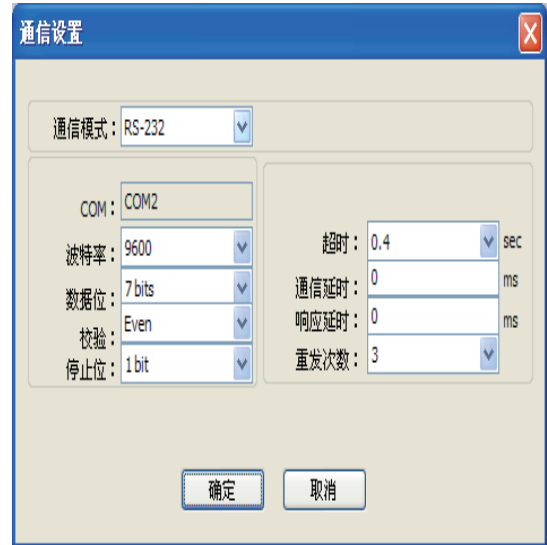 通信设置
通信模式：RS-232
COM：COM2
波特率：9600
数据位：7 bits
校验：Even
停止位：1 bit
超时：0.4 sec
通信延时：0 ms
响应延时：0 ms
重发次数：3
确定 取消